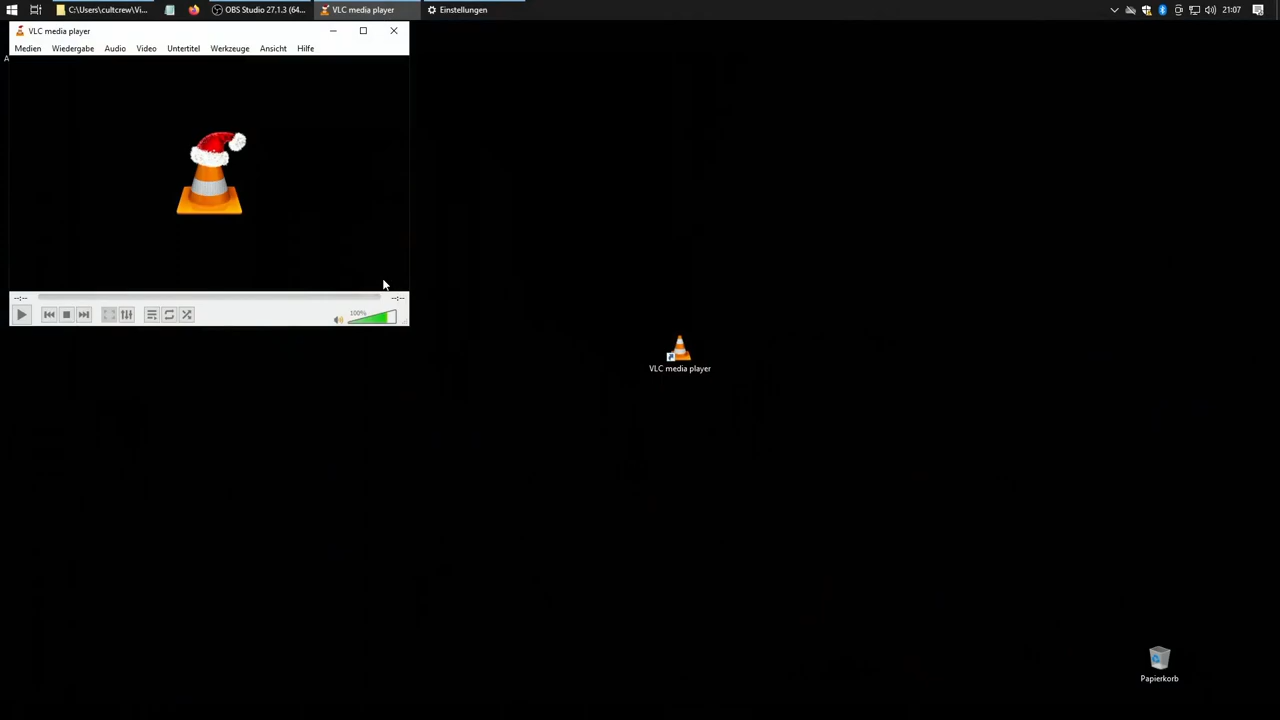 C:\Users\cultcrew\Vi...
OBS Studio 27.1.3 (64...
VLC media player
Einstellungen
21:07
VLC media player
Medien Wiedergabe Audio Video Untertitel Werkzeuge Ansicht Hilfe
A
--:-- --:--
100%
VLC media player
Papierkorb